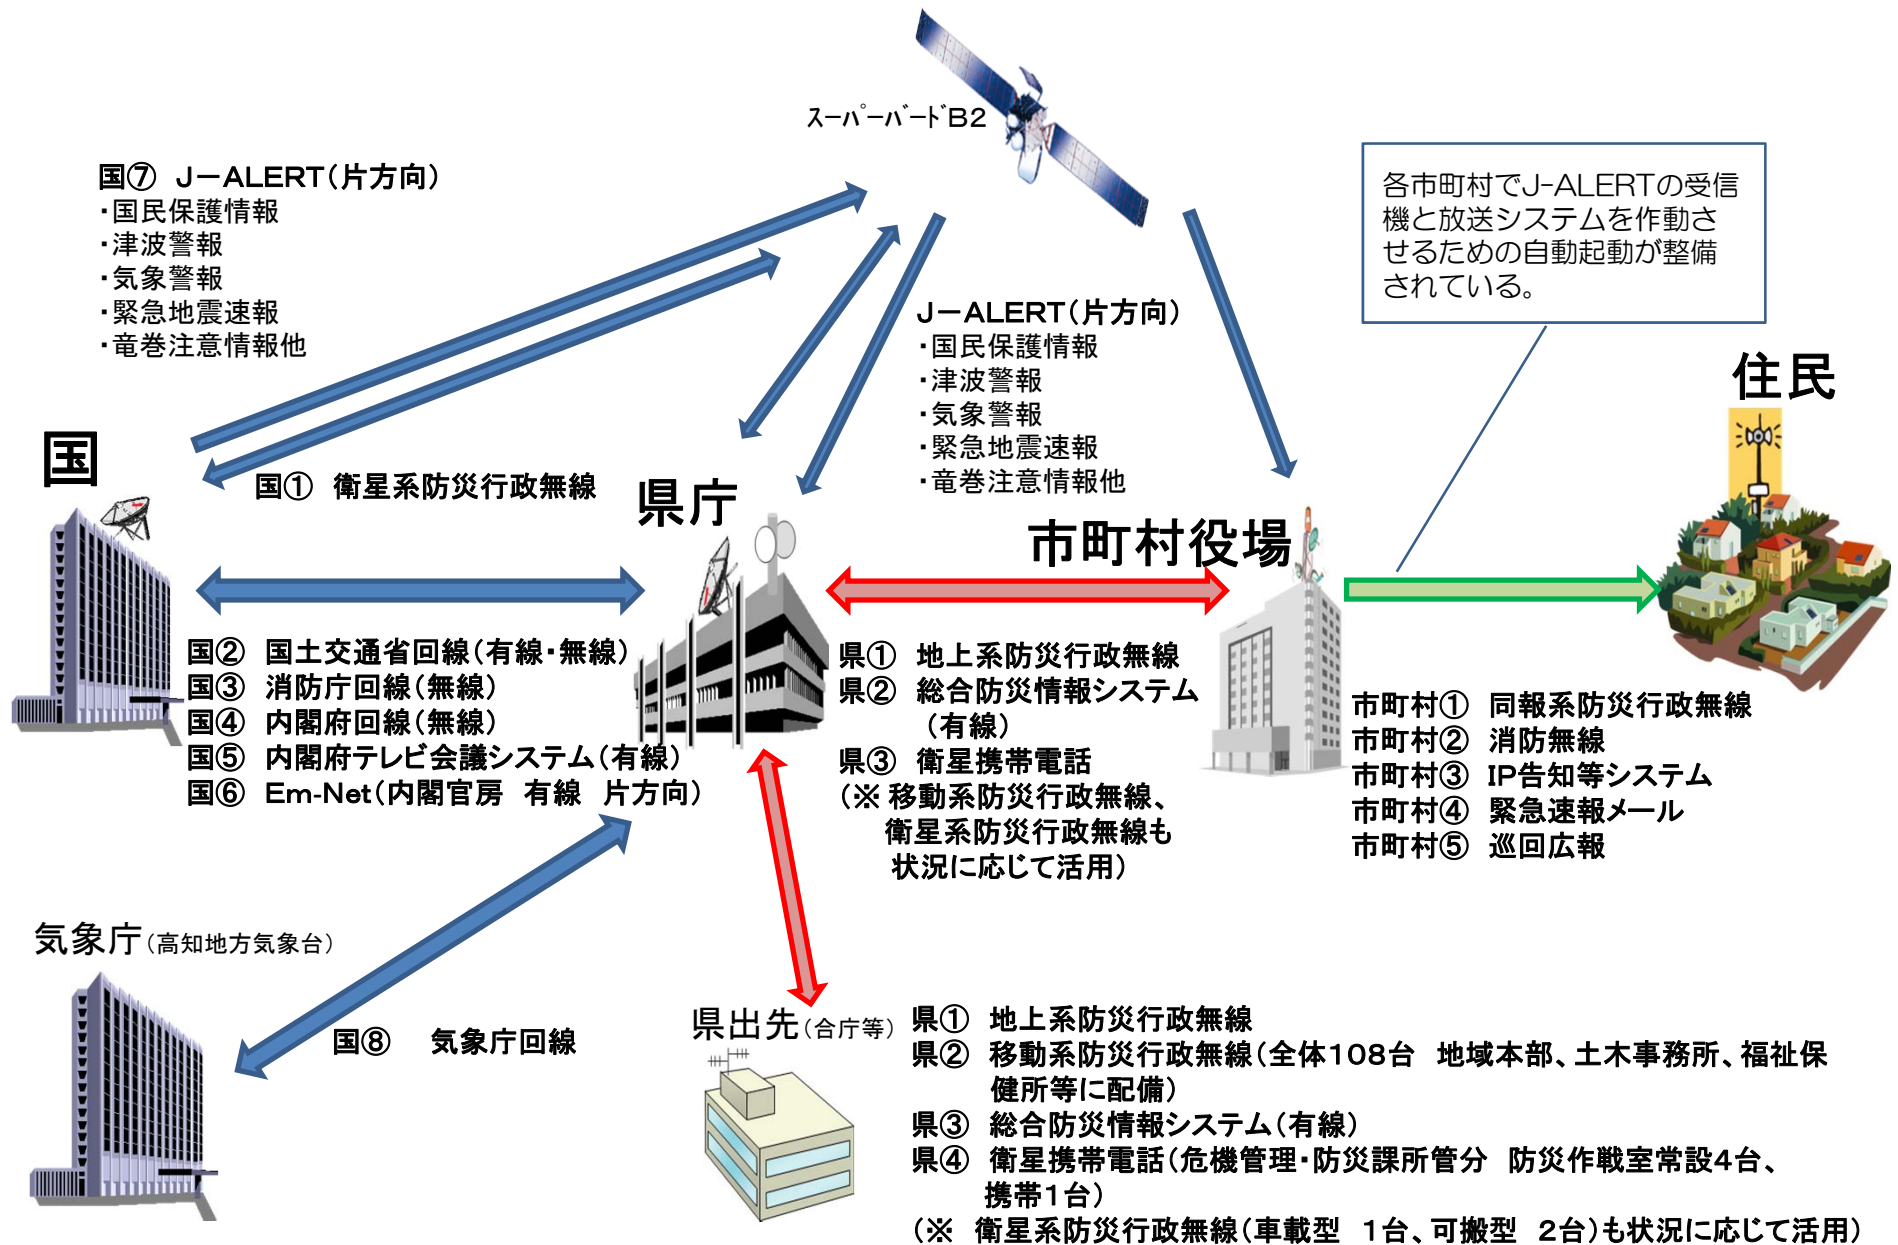 スーパーバードB2
国⑦ J－ALERT（片方向）
・国民保護情報
・津波警報
・気象警報
・緊急地震速報
・竜巻注意情報他
各市町村でJ-ALERTの受信
機と放送システムを作動さ
せるための自動起動が整備
されている。
J－ALERT（片方向）
・国民保護情報
・津波警報
・気象警報
・緊急地震速報
・竜巻注意情報他
住民
国
国① 衛星系防災行政無線
県庁
市町村役場
国② 国土交通省回線（有線・無線）
国③ 消防庁回線（無線）
国④ 内閣府回線（無線）
国⑤ 内閣府テレビ会議システム（有線）
国⑥ Em-Net（内閣官房 有線 片方向）
県① 地上系防災行政無線
県② 総合防災情報システム
（有線）
県③ 衛星携帯電話
（※ 移動系防災行政無線、
衛星系防災行政無線も
状況に応じて活用）
市町村① 同報系防災行政無線
市町村② 消防無線
市町村③ IP告知等システム
市町村④ 緊急速報メール
市町村⑤ 巡回広報
気象庁（高知地方気象台）
国⑧ 気象庁回線
県出先（合庁等）
県① 地上系防災行政無線
県② 移動系防災行政無線（全体108台 地域本部、土木事務所、福祉保
健所等に配備）
県③ 総合防災情報システム（有線）
県④ 衛星携帯電話（危機管理・防災課所管分 防災作戦室常設4台、
携帯1台）
（※ 衛星系防災行政無線（車載型 1台、可搬型 2台）も状況に応じて活用）